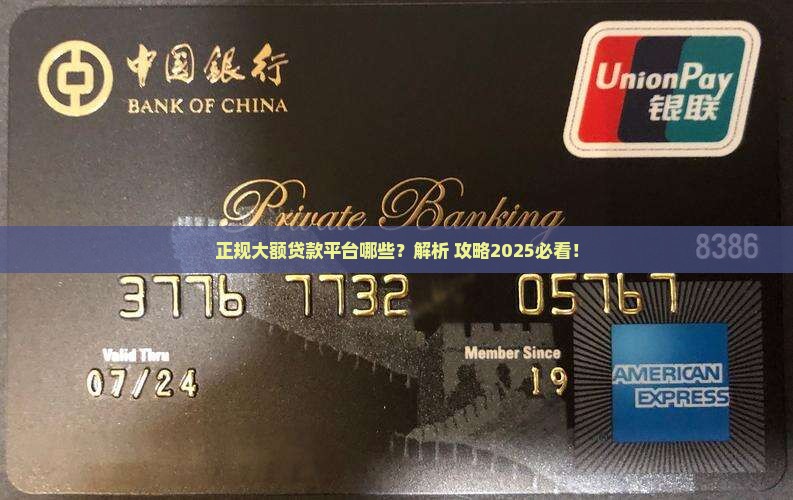 中国銀行
BANK OF CHINA
UnionPay
银联
Private Banking
正规大额贷款平台哪些？解析 攻略2025必看！
8386
3776 7732 05767
Valid Thru
Member Since
07/24
19
AMERICAN
EXPRESS